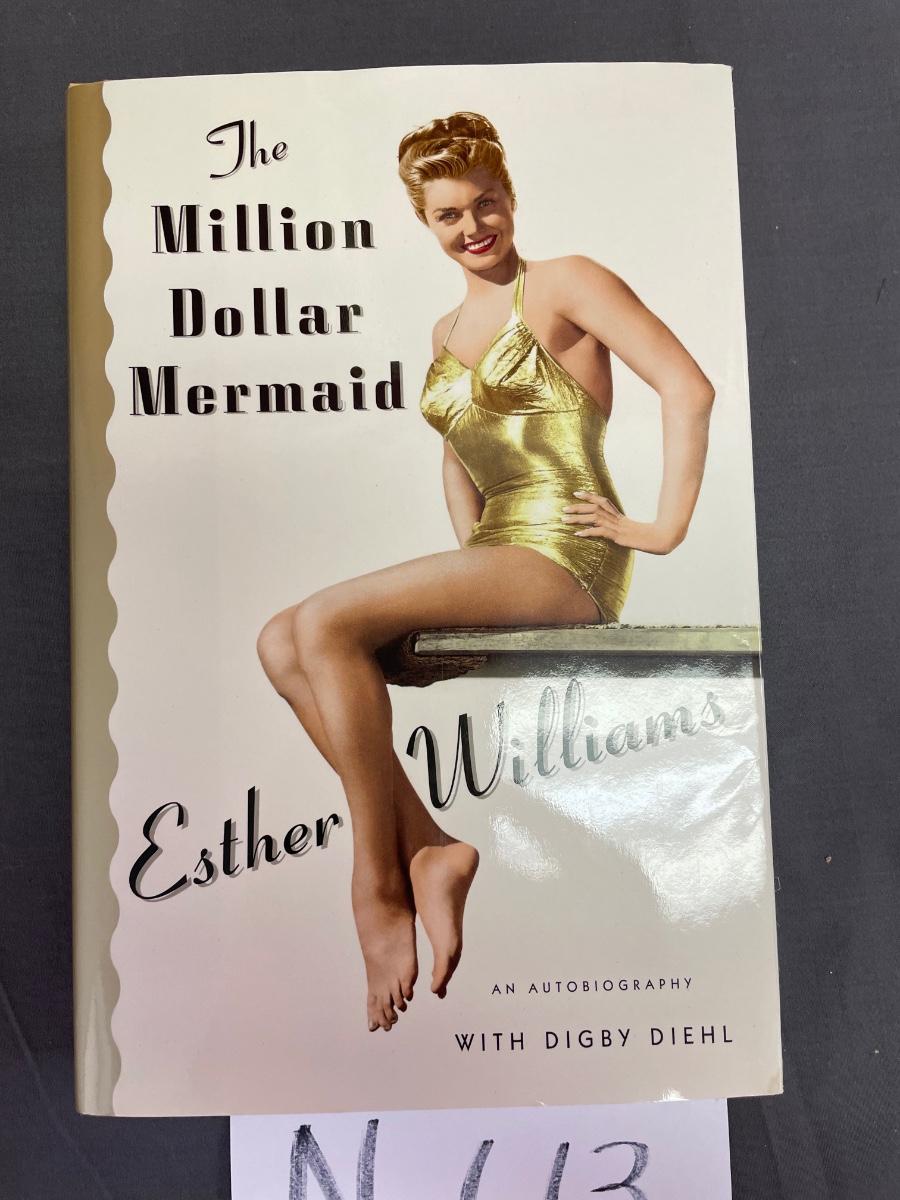 The
Million
Dollar
Mermaid
Esther Williams
AN AUTOBIOGRAPHY
WITH DIGBY DIEHL